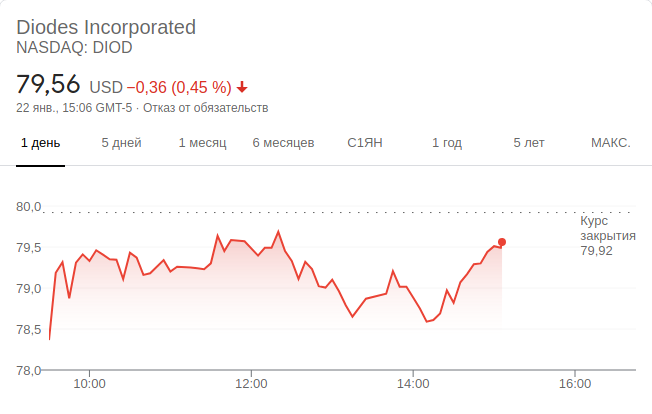 Diodes Incorporated
NASDAQ: DIOD
79,56 USD −0,36 (0,45 %)
22 янв., 15:06 GMT-5 · Отказ от обязательств
1 день 5 дней 1 месяц 6 месяцев С1ЯН 1 год 5 лет МАКС.
80,0
Курс
закрытия
79,92
79,5
79,0
78,5
78,0
10:00 12:00 14:00 16:00